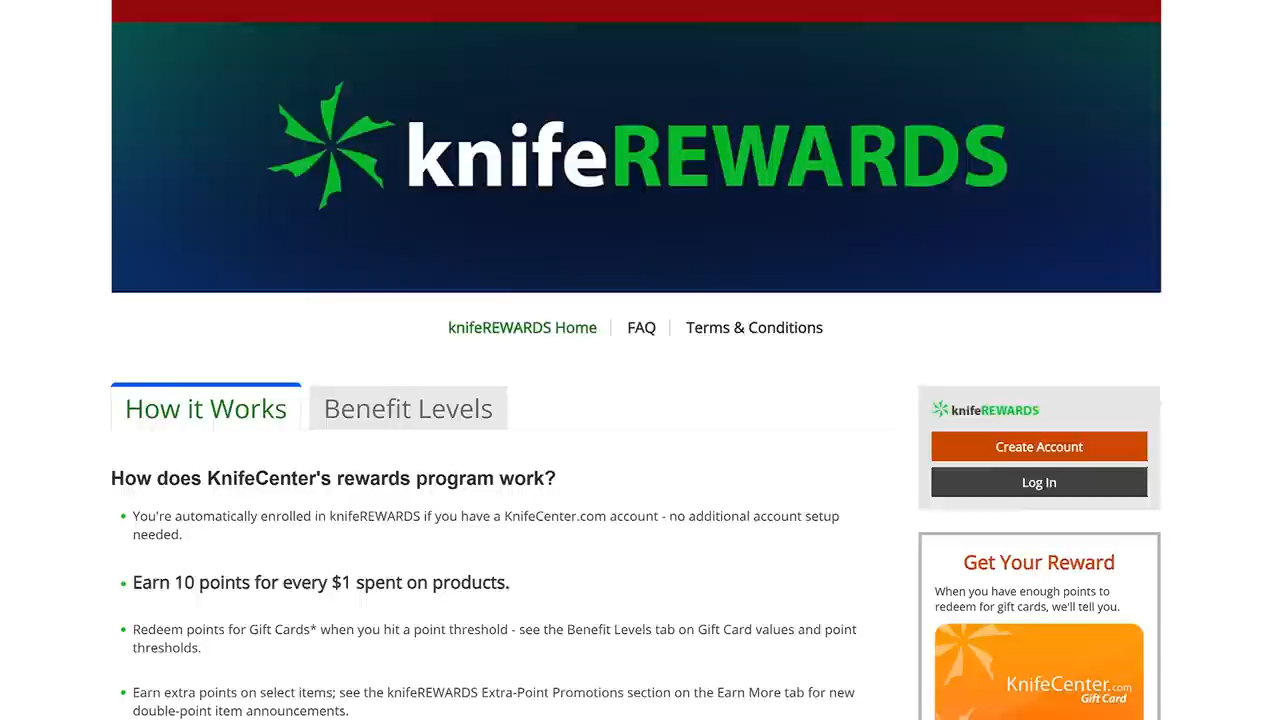 knifeREWARDS
knifeREWARDS Home
FAQ
Terms & Conditions
How it Works
Benefit Levels
How does KnifeCenter's rewards program work?
You're automatically enrolled in knifeREWARDS if you have a KnifeCenter.com account - no additional account setup
needed.
Earn 10 points for every $1 spent on products.
Redeem points for Gift Cards* when you hit a point threshold - see the Benefit Levels tab on Gift Card values and point
thresholds.
Earn extra points on select items; see the knifeREWARDS Extra-Point Promotions section on the Earn More tab for new
double-point item announcements.
knifeREWARDS
Create Account
Log In
Get Your Reward
When you have enough points to
redeem for gift cards, we'll tell you.
KnifeCenter.com
Gift Card